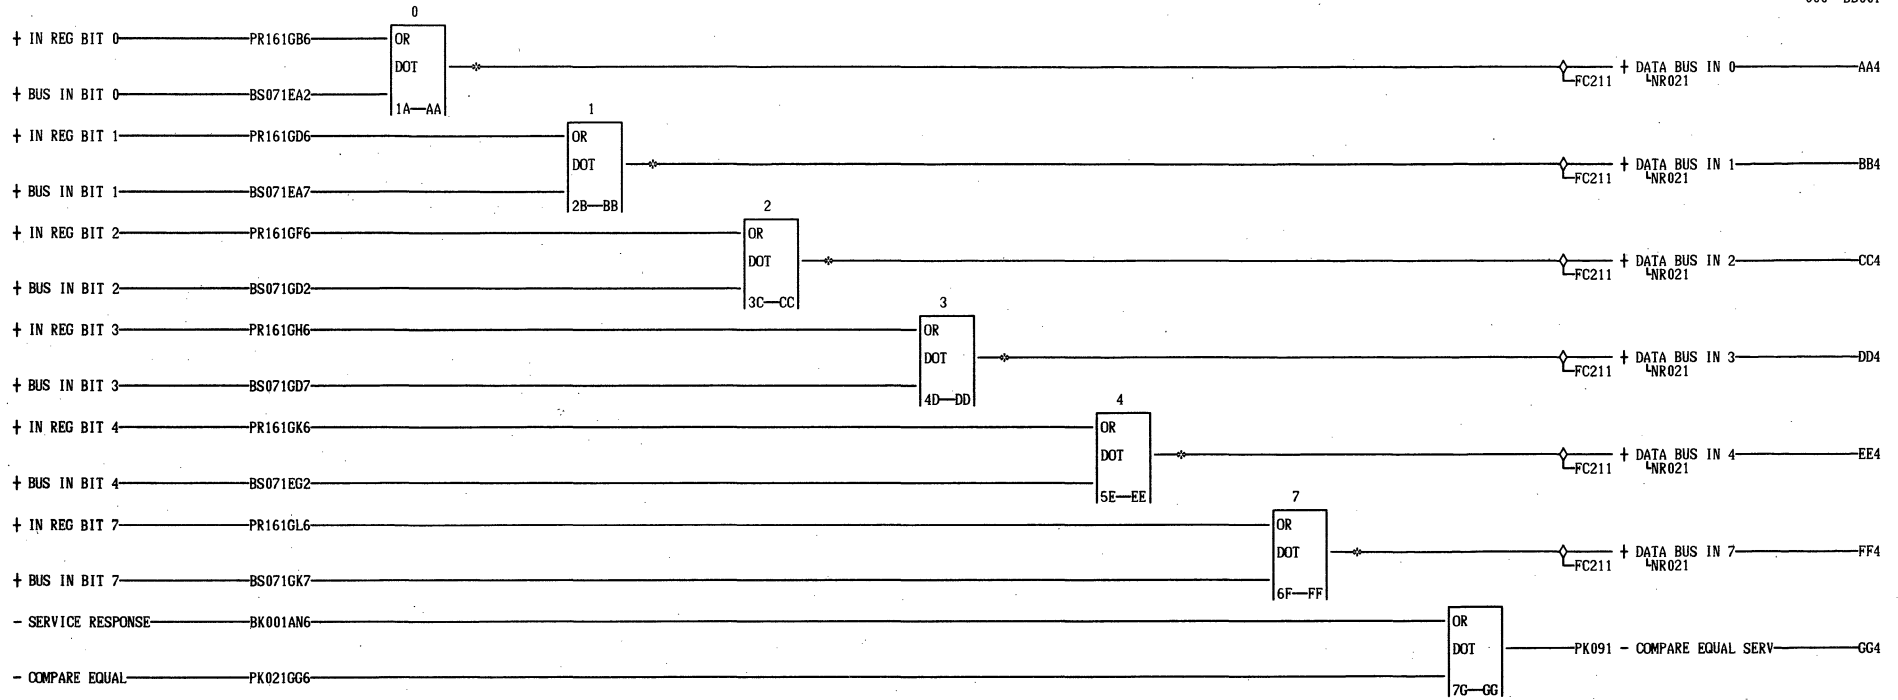 0
+ IN REG BIT 0 PR161GB6 OR
DOT + DATA BUS IN 0 AA4
FC211 NR021
+ BUS IN BIT 0 BS071EA2
1A—AA
1
+ IN REG BIT 1 PR161GD6 OR
DOT + DATA BUS IN 1 BB4
FC211 NR021
+ BUS IN BIT 1 BS071EA7
2B—BB
2
+ IN REG BIT 2 PR161GF6 OR
DOT + DATA BUS IN 2 CC4
FC211 NR021
+ BUS IN BIT 2 BS071GD2
3C—CC
3
+ IN REG BIT 3 PR161GH6 OR
DOT + DATA BUS IN 3 DD4
FC211 NR021
+ BUS IN BIT 3 BS071GD7
4D—DD
4
+ IN REG BIT 4 PR161GK6 OR
DOT + DATA BUS IN 4 EE4
FC211 NR021
+ BUS IN BIT 4 BS071EG2
5E—EE
7
+ IN REG BIT 7 PR161GL6 OR
DOT + DATA BUS IN 7 FF4
FC211 NR021
+ BUS IN BIT 7 BS071GK7
6F—FF
- SERVICE RESPONSE BK001AN6 OR
DOT PK091 - COMPARE EQUAL SERV GG4
- COMPARE EQUAL PK021GG6
7G—GG